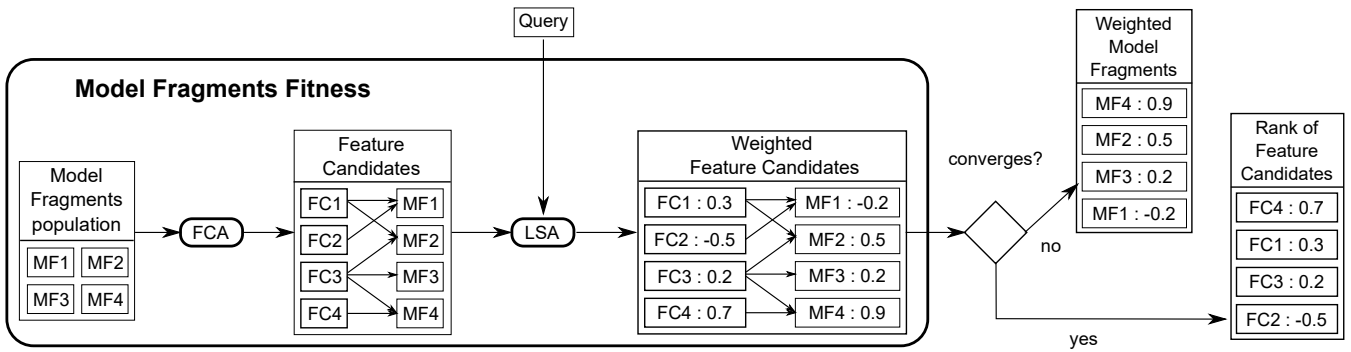 Query
Model Fragments Fitness
Model
Fragments
population
MF1 MF2
MF3 MF4
FCA
Feature
Candidates
FC1 MF1
FC2 MF2
FC3 MF3
FC4 MF4
LSA
Weighted
Feature Candidates
FC1 : 0.3 MF1 : -0.2
FC2 : -0.5 MF2 : 0.5
FC3 : 0.2 MF3 : 0.2
FC4 : 0.7 MF4 : 0.9
converges?
no
yes
Weighted
Model
Fragments
MF4 : 0.9
MF2 : 0.5
MF3 : 0.2
MF1 : -0.2
Rank of
Feature
Candidates
FC4 : 0.7
FC1 : 0.3
FC3 : 0.2
FC2 : -0.5